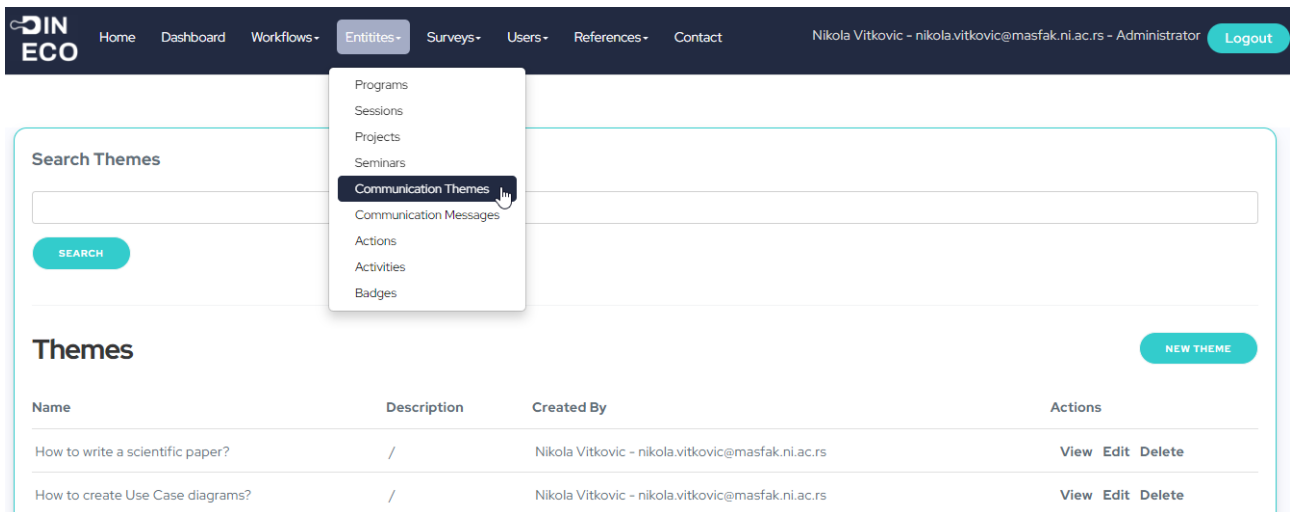 DIN
ECO
Home Dashboard Workflows Entitites Surveys Users References Contact Nikola Vitkovic - nikola.vitkovic@masfak.ni.ac.rs - Administrator Logout
Programs
Sessions
Projects
Seminars
Communication Themes
Communication Messages
Actions
Activities
Badges
Search Themes
SEARCH
Themes
NEW THEME
Name Description Created By Actions
How to write a scientific paper? / Nikola Vitkovic - nikola.vitkovic@masfak.ni.ac.rs View Edit Delete
How to create Use Case diagrams? / Nikola Vitkovic - nikola.vitkovic@masfak.ni.ac.rs View Edit Delete